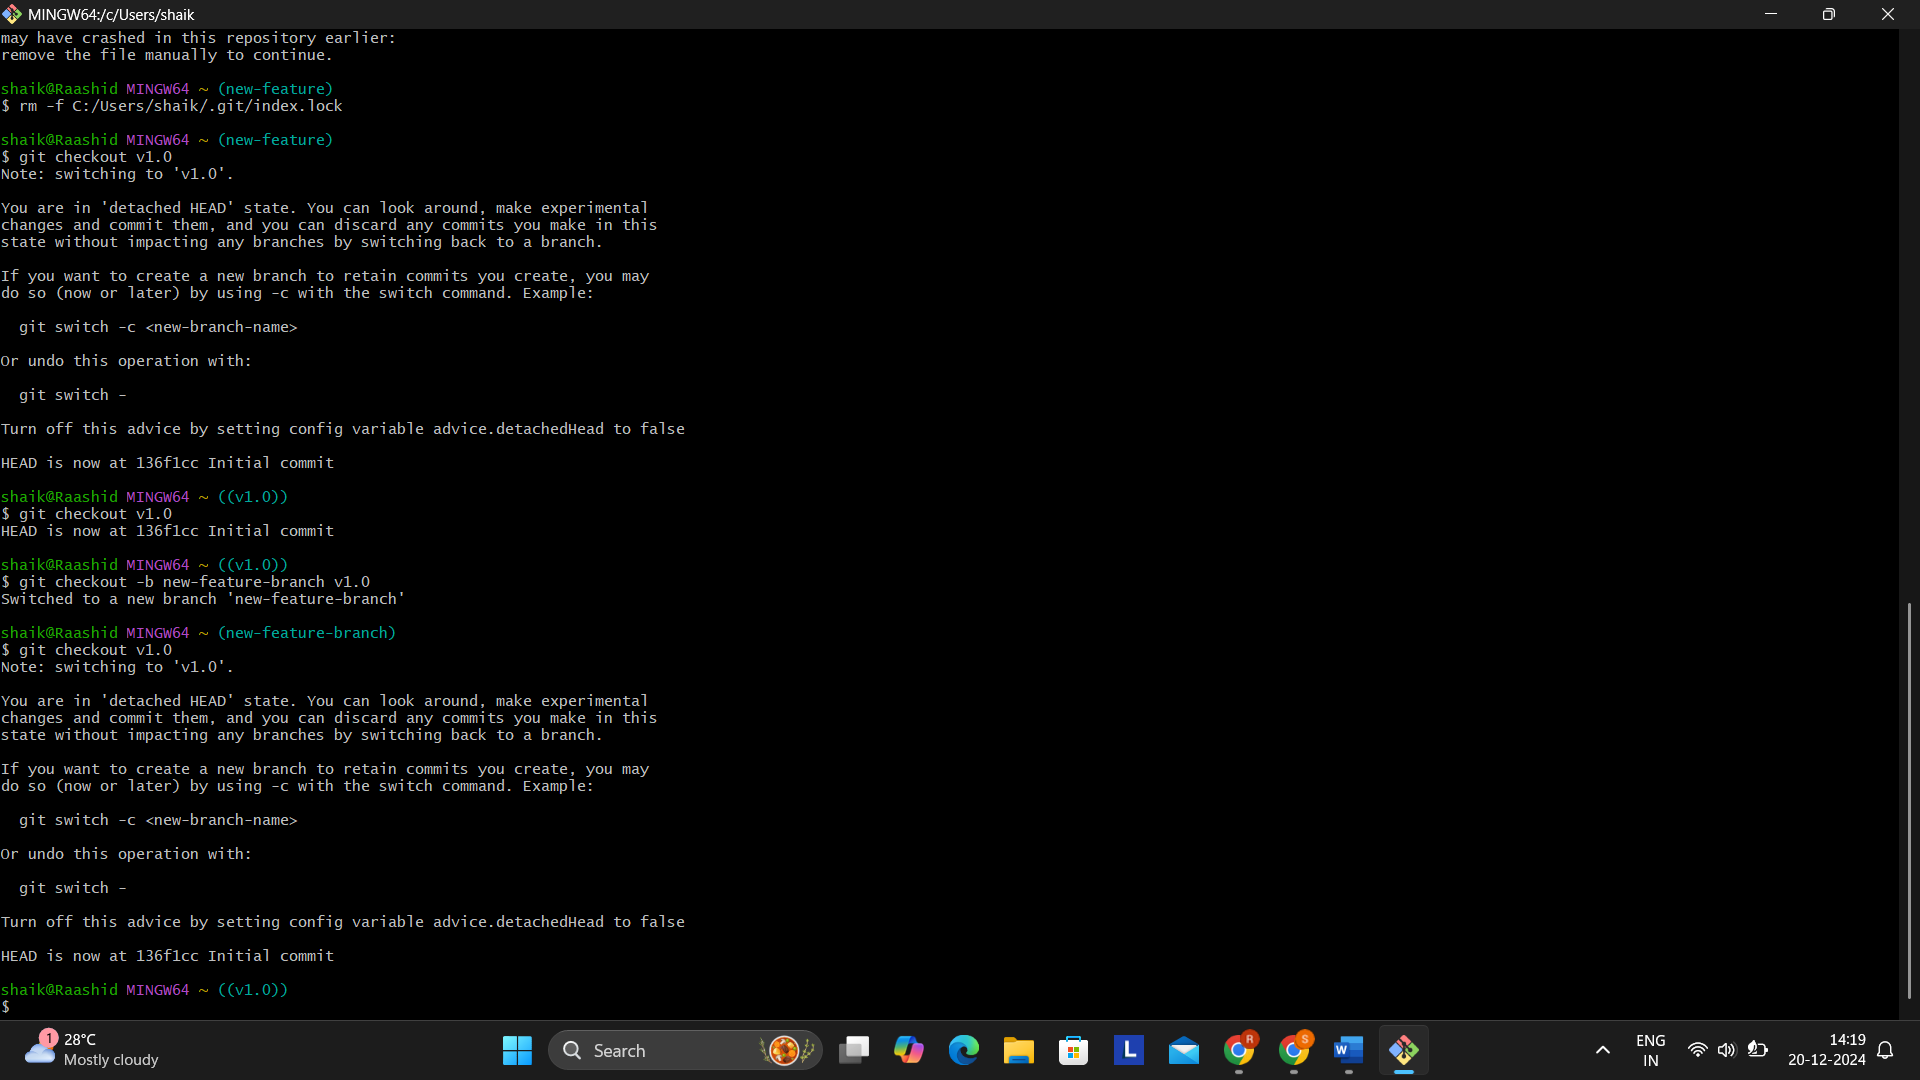 MINGW64:/c/Users/shaik
may have crashed in this repository earlier:
remove the file manually to continue.
shaik@Raashid MINGW64 ~ (new-feature)
$ rm -f C:/Users/shaik/.git/index.lock
shaik@Raashid MINGW64 ~ (new-feature)
$ git checkout v1.0
Note: switching to 'v1.0'.
You are in 'detached HEAD' state. You can look around, make experimental
changes and commit them, and you can discard any commits you make in this
state without impacting any branches by switching back to a branch.
If you want to create a new branch to retain commits you create, you may
do so (now or later) by using -c with the switch command. Example:
git switch -c <new-branch-name>
Or undo this operation with:
git switch -
Turn off this advice by setting config variable advice.detachedHead to false
HEAD is now at 136f1cc Initial commit
shaik@Raashid MINGW64 ~ ((v1.0))
$ git checkout v1.0
HEAD is now at 136f1cc Initial commit
shaik@Raashid MINGW64 ~ ((v1.0))
$ git checkout -b new-feature-branch v1.0
Switched to a new branch 'new-feature-branch'
shaik@Raashid MINGW64 ~ (new-feature-branch)
$ git checkout v1.0
Note: switching to 'v1.0'.
You are in 'detached HEAD' state. You can look around, make experimental
changes and commit them, and you can discard any commits you make in this
state without impacting any branches by switching back to a branch.
If you want to create a new branch to retain commits you create, you may
do so (now or later) by using -c with the switch command. Example:
git switch -c <new-branch-name>
Or undo this operation with:
git switch -
Turn off this advice by setting config variable advice.detachedHead to false
HEAD is now at 136f1cc Initial commit
shaik@Raashid MINGW64 ~ ((v1.0))
$
1
28°C
Mostly cloudy
Search
L
R
S
W
ENG
IN
14:19
20-12-2024